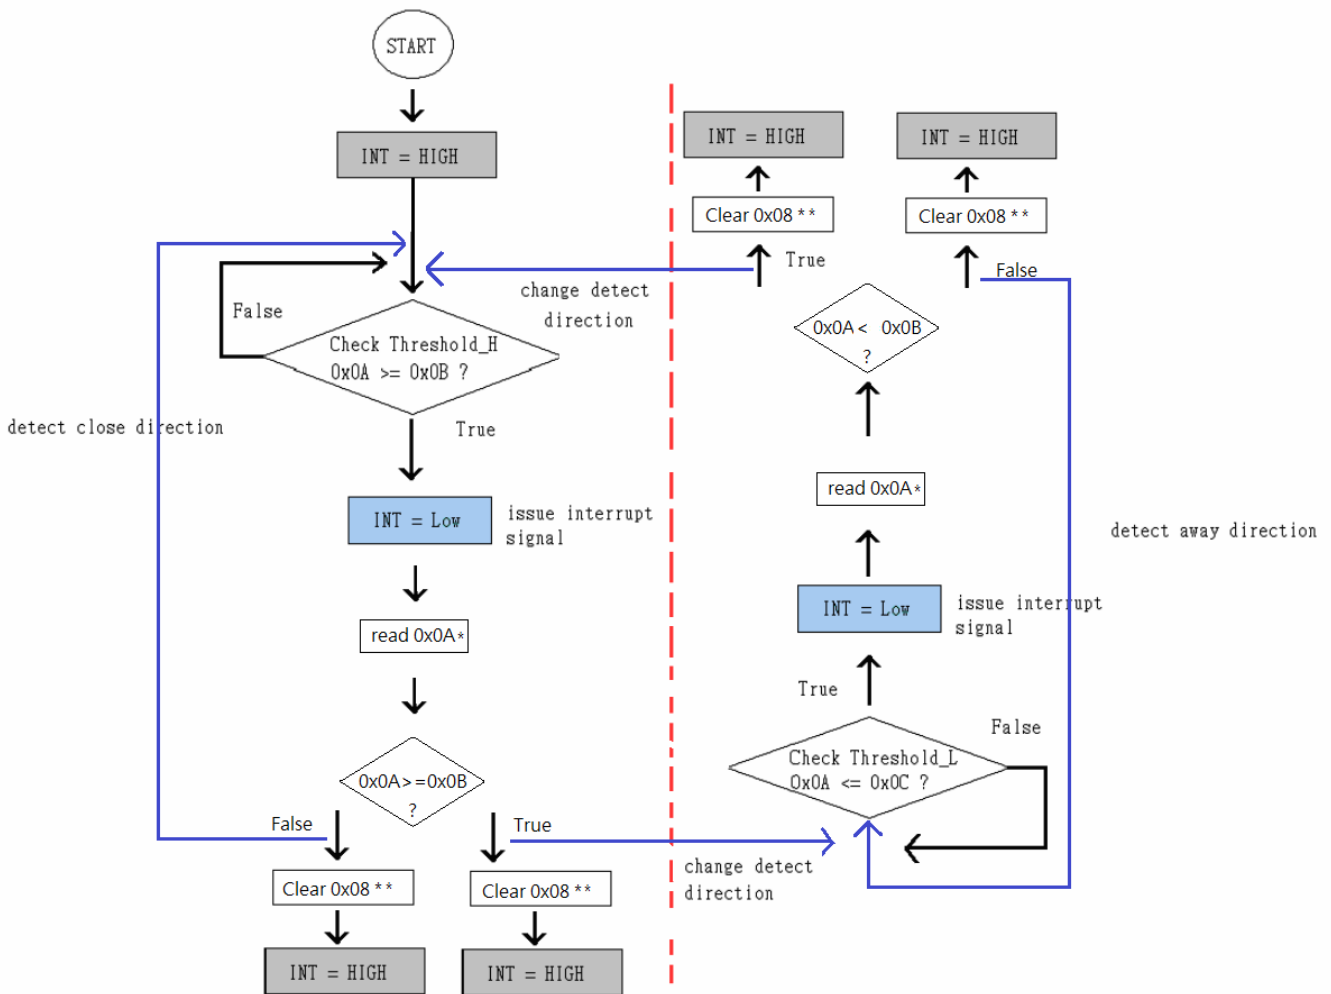 START
INT = HIGH
False
Check Threshold_H
0x0A >= 0x0B ?
detect close direction
True
INT = Low
issue interrupt
signal
read 0x0A*
0x0A>=0x0B
?
False
True
Clear 0x08 **
Clear 0x08 **
INT = HIGH
INT = HIGH
change detect
direction
change detect
direction
INT = HIGH
INT = HIGH
Clear 0x08 **
Clear 0x08 **
True
False
0x0A < 0x0B
?
read 0x0A*
detect away direction
INT = Low
issue interrupt
signal
True
False
Check Threshold_L
0x0A <= 0x0C ?